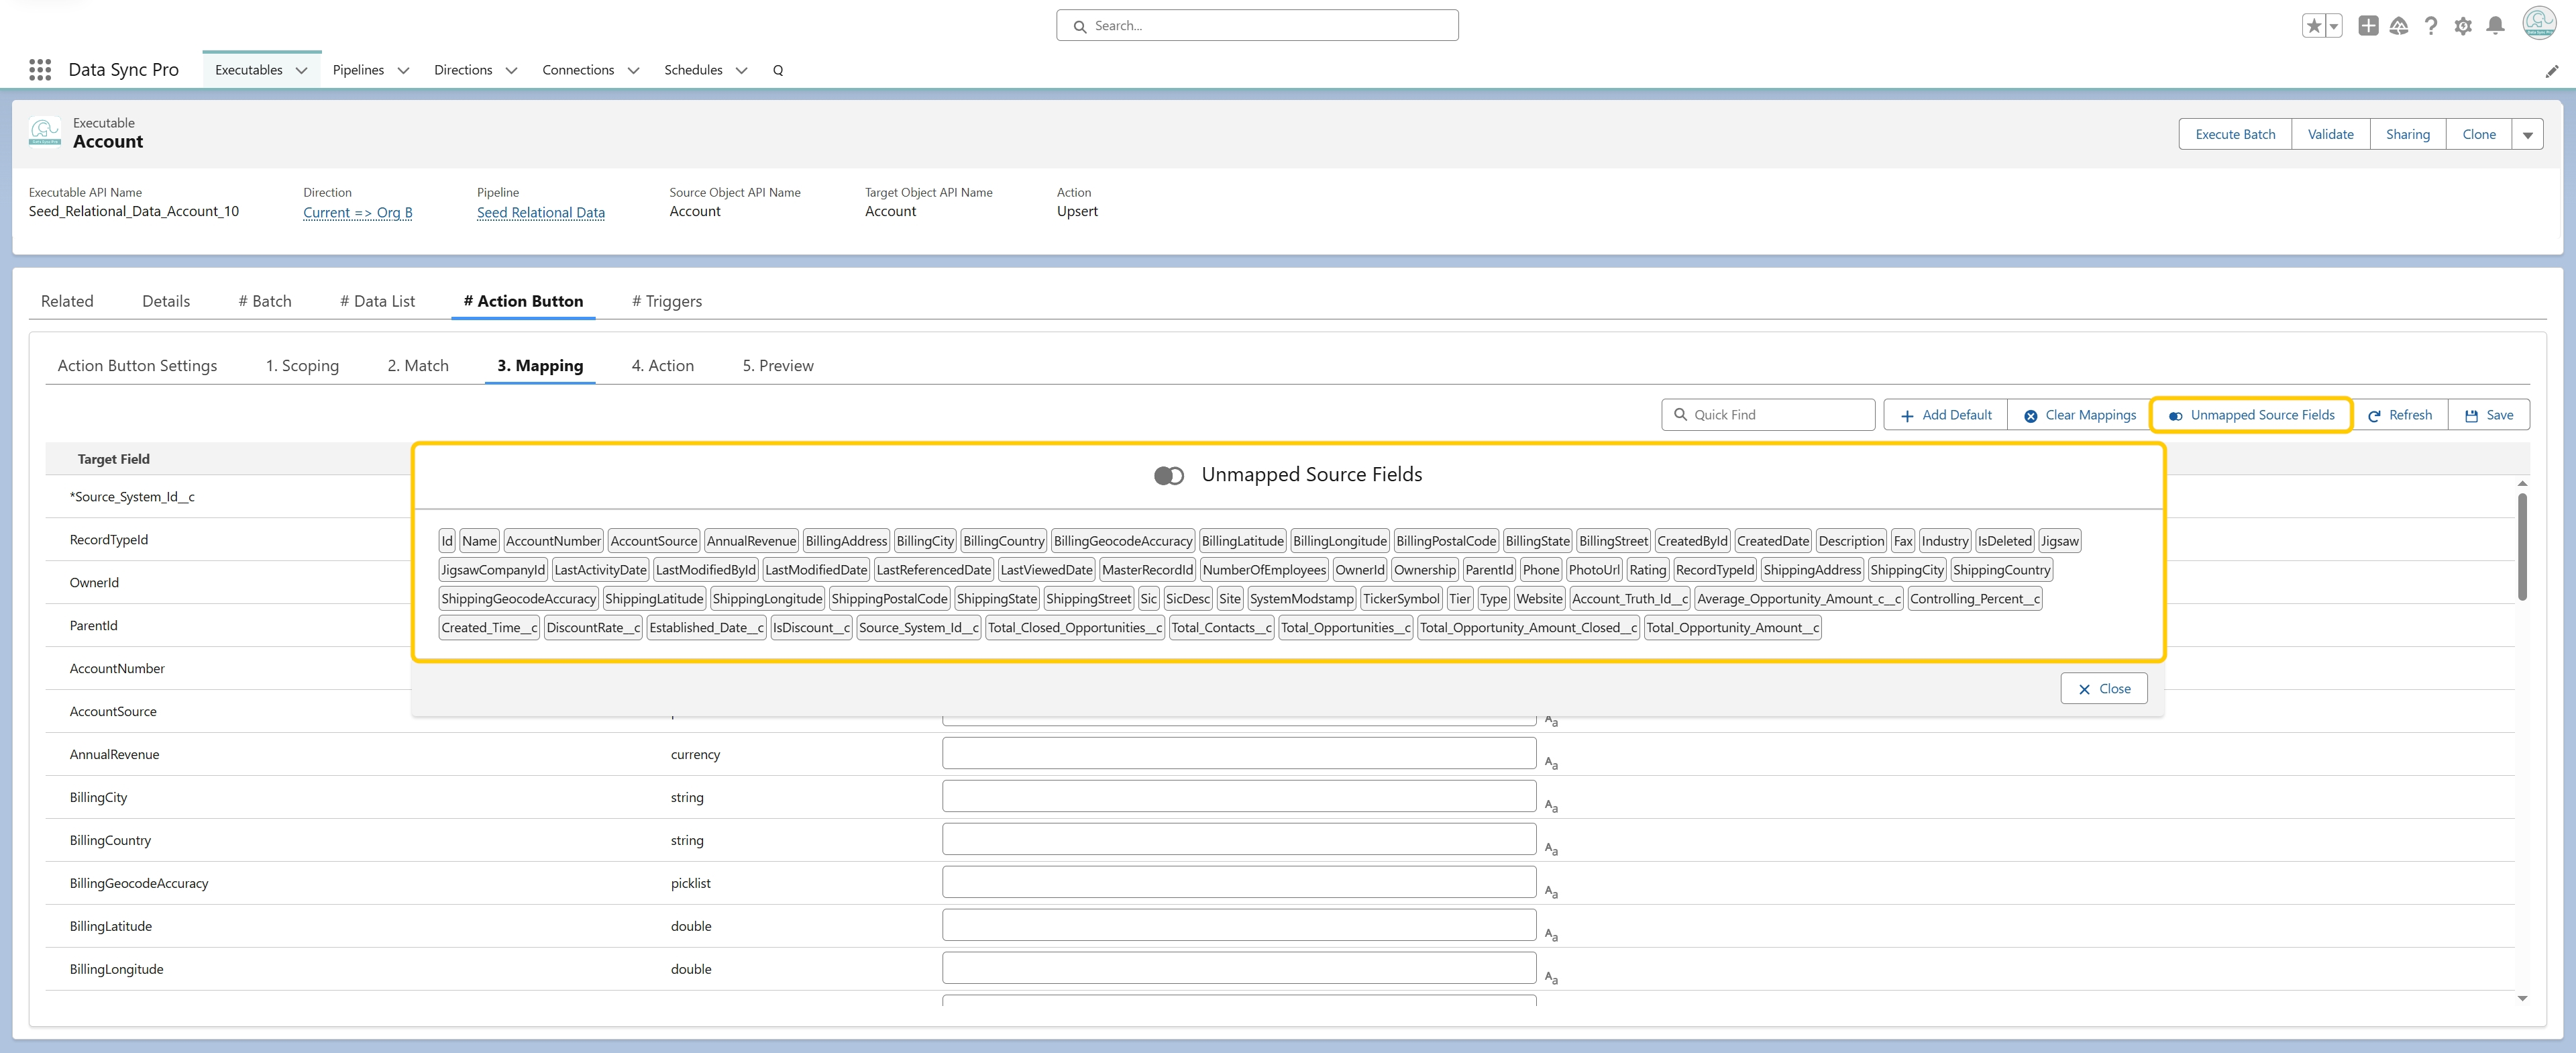 Search...
Data Sync Pro Executables Pipelines Directions Connections Schedules Q
Executable
Account
Execute Batch Validate Sharing Clone
Executable API Name Direction Pipeline Source Object API Name Target Object API Name Action
Seed_Relational_Data_Account_10 Current => Org B Seed Relational Data Account Account Upsert
Related Details # Batch # Data List # Action Button # Triggers
Action Button Settings 1. Scoping 2. Match 3. Mapping 4. Action 5. Preview
Quick Find Add Default Clear Mappings Unmapped Source Fields Refresh Save
Target Field
Unmapped Source Fields
*Source_System_Id__c
RecordTypeId
Id Name AccountNumber AccountSource AnnualRevenue BillingAddress BillingCity BillingCountry BillingGeocodeAccuracy BillingLatitude BillingLongitude BillingPostalCode BillingState BillingStreet CreatedById CreatedDate Description Fax Industry IsDeleted Jigsaw
JigsawCompanyId LastActivityDate LastModifiedById LastModifiedDate LastReferencedDate LastViewedDate MasterRecordId NumberOfEmployees OwnerId Ownership ParentId Phone PhotoUrl Rating RecordTypeId ShippingAddress ShippingCity ShippingCountry
OwnerId
ShippingGeocodeAccuracy ShippingLatitude ShippingLongitude ShippingPostalCode ShippingState ShippingStreet Sic SicDesc Site SystemModstamp TickerSymbol Tier Type Website Account_Truth_Id__c Average_Opportunity_Amount_c__c Controlling_Percent__c
ParentId
Created_Time__c DiscountRate__c Established_Date__c IsDiscount__c Source_System_Id__c Total_Closed_Opportunities__c Total_Contacts__c Total_Opportunities__c Total_Opportunity_Amount_Closed__c Total_Opportunity_Amount__c
AccountNumber
Close
AccountSource Aa
AnnualRevenue currency Aa
BillingCity string Aa
BillingCountry string Aa
BillingGeocodeAccuracy picklist Aa
BillingLatitude double Aa
BillingLongitude double Aa